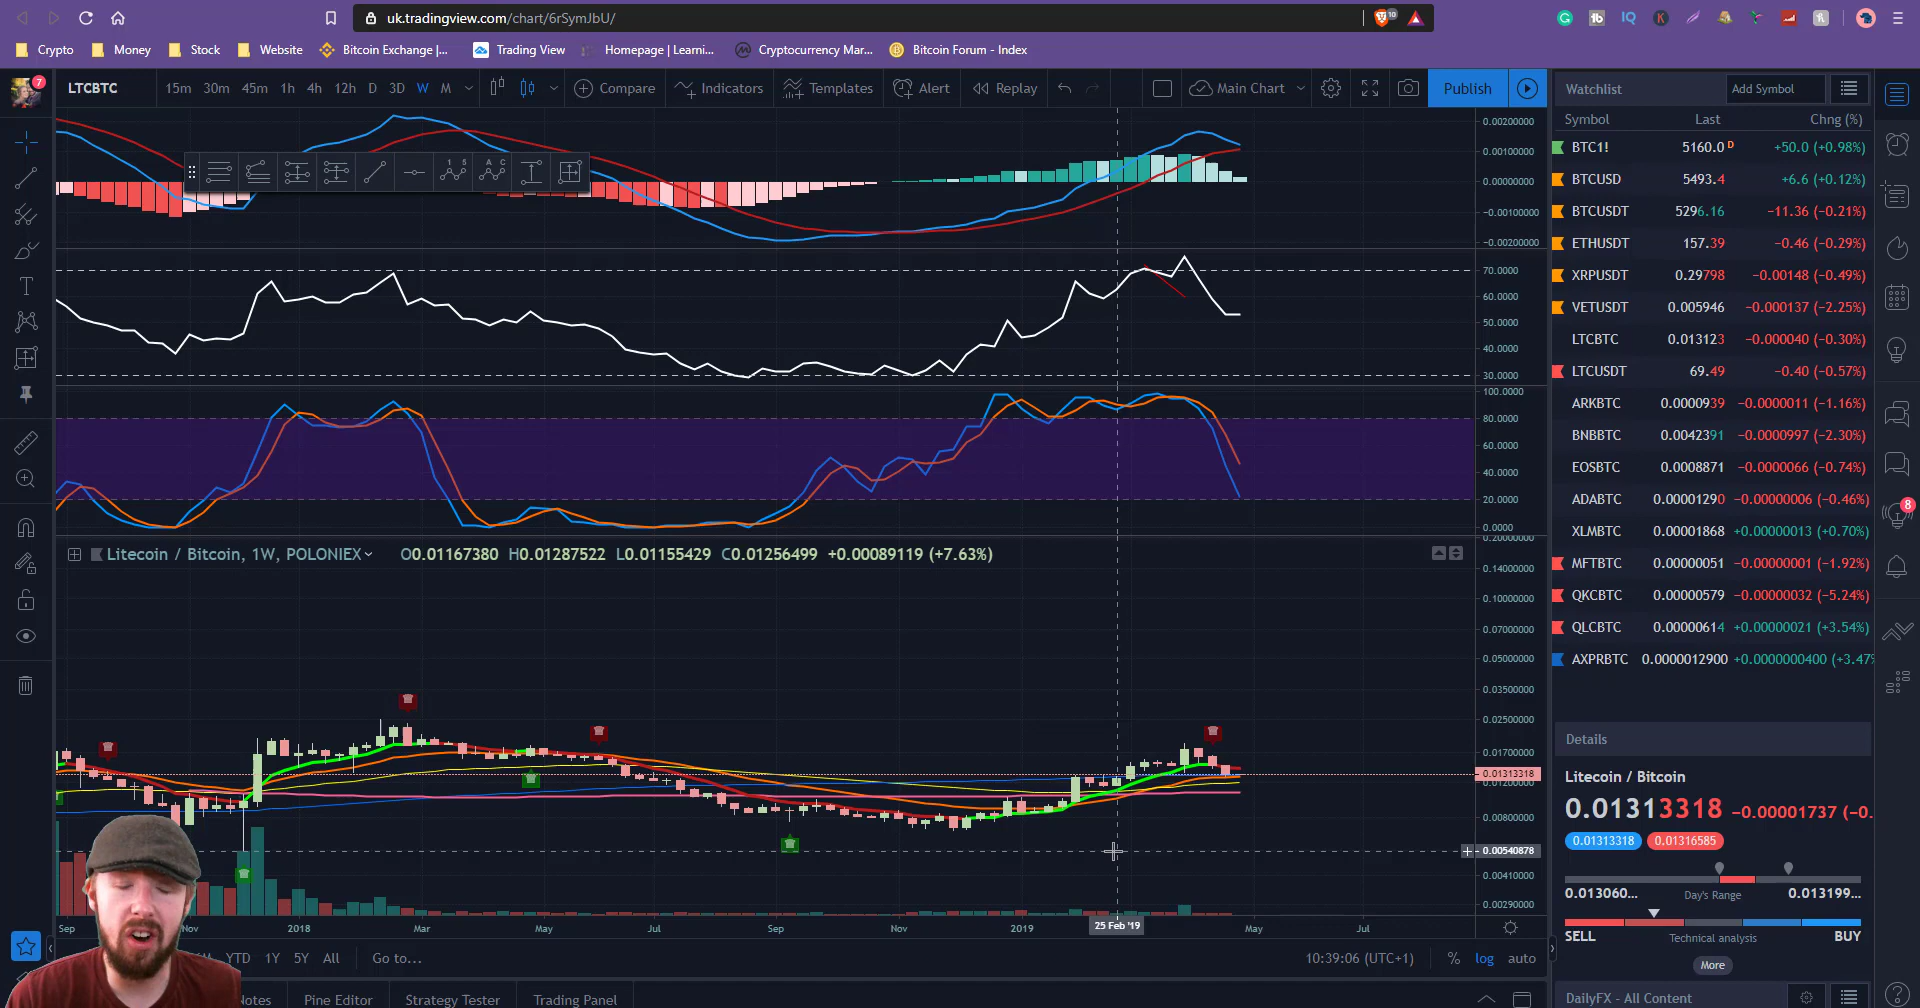 uk.tradingview.com/chart/6rSymJbU/
10
Crypto Money Stock Website Bitcoin Exchange |... Trading View Homepage | Learni... Cryptocurrency Mar... Bitcoin Forum - Index
7 LTCBTC 15m 30m 45m 1h 4h 12h D 3D W M Compare Indicators Templates Alert Replay Main Chart Publish
Watchlist Add Symbol
Symbol Last Chng (%)
BTC1! 5160.0 D +50.0 (+0.98%)
BTCUSD 5493.4 +6.6 (+0.12%)
BTCUSDT 5296.16 −11.36 (−0.21%)
ETHUSDT 157.39 −0.46 (−0.29%)
XRPUSDT 0.29798 −0.00148 (−0.49%)
VETUSDT 0.005946 −0.000137 (−2.25%)
LTCBTC 0.013123 −0.000040 (−0.30%)
LTCUSDT 69.49 −0.40 (−0.57%)
ARKBTC 0.0000939 −0.0000011 (−1.16%)
BNBBTC 0.0042391 −0.0000997 (−2.30%)
EOSBTC 0.0008871 −0.0000066 (−0.74%)
ADABTC 0.00001290 −0.00000006 (−0.46%)
XLMBTC 0.00001868 +0.00000013 (+0.70%)
MFTBTC 0.00000051 −0.00000001 (−1.92%)
QKCBTC 0.00000579 −0.00000032 (−5.24%)
QLCBTC 0.00000614 +0.00000021 (+3.54%)
AXPRBTC 0.0000012900 +0.0000000400 (+3.47%
8
0.00200000
0.00100000
0.00000000
−0.00100000
−0.00200000
70.0000
60.0000
50.0000
40.0000
30.0000
100.0000
80.0000
60.0000
40.0000
20.0000
0.0000
Litecoin / Bitcoin, 1W, POLONIEX O0.01167380 H0.01287522 L0.01155429 C0.01256499 +0.00089119 (+7.63%)
0.20000000
0.14000000
0.10000000
0.07000000
0.05000000
0.03500000
0.02500000
0.01700000
0.01313318
0.01200000
0.00800000
0.00540878
0.00410000
0.00290000
Sep Nov 2018 Mar May Jul Sep Nov 2019 25 Feb '19 May Jul
YTD 1Y 5Y All Go to... 10:39:06 (UTC+1) % log auto
Notes Pine Editor Strategy Tester Trading Panel
Details
Litecoin / Bitcoin
0.01313318 −0.00001737 (−0.
0.01313318 0.01316585
0.013060... Day's Range 0.013199...
SELL Technical analysis BUY
More
DailyFX - All Content